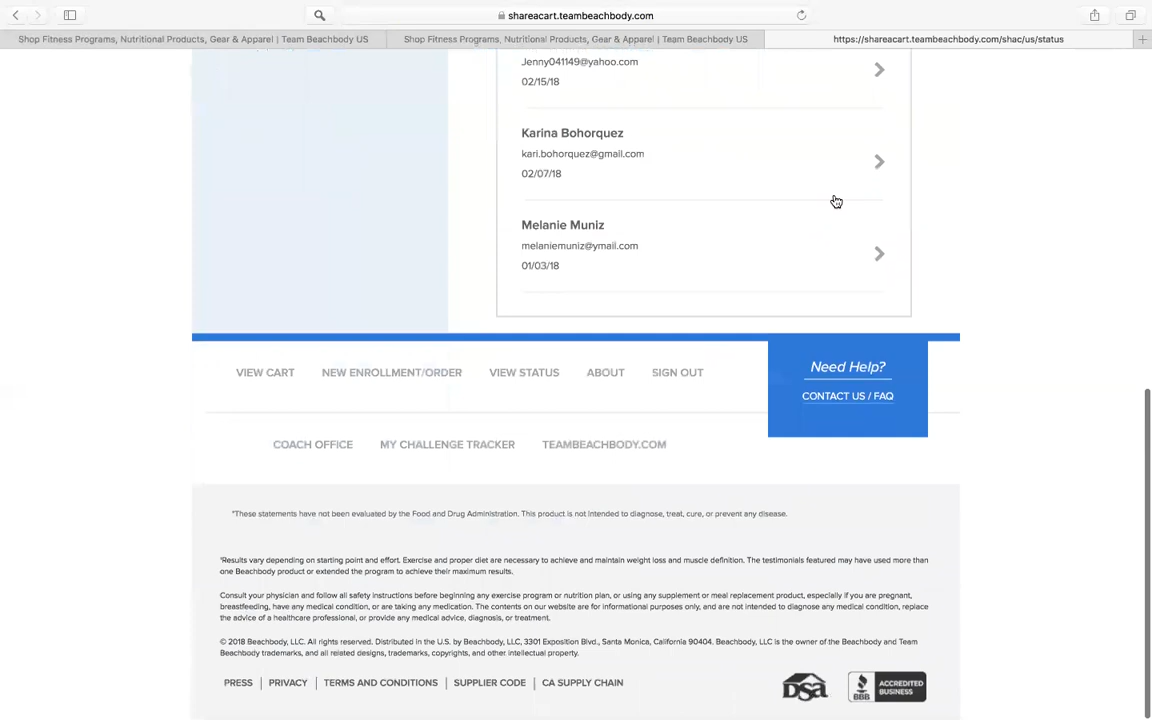 shareacart.teambeachbody.com
Shop Fitness Programs, Nutritional Products, Gear & Apparel | Team Beachbody US
Shop Fitness Programs, Nutritional Products, Gear & Apparel | Team Beachbody US
https://shareacart.teambeachbody.com/shac/us/status
Jenny041149@yahoo.com
02/15/18
Karina Bohorquez
kari.bohorquez@gmail.com
02/07/18
Melanie Muniz
melaniemuniz@ymail.com
01/03/18
VIEW CART
NEW ENROLLMENT/ORDER
VIEW STATUS
ABOUT
SIGN OUT
Need Help?
CONTACT US / FAQ
COACH OFFICE
MY CHALLENGE TRACKER
TEAMBEACHBODY.COM
*These statements have not been evaluated by the Food and Drug Administration. This product is not intended to diagnose, treat, cure, or prevent any disease.
†Results vary depending on starting point and effort. Exercise and proper diet are necessary to achieve and maintain weight loss and muscle definition. The testimonials featured may have used more than
one Beachbody product or extended the program to achieve their maximum results.
Consult your physician and follow all safety instructions before beginning any exercise program or nutrition plan, or using any supplement or meal replacement product, especially if you are pregnant,
breastfeeding, have any medical condition, or are taking any medication. The contents on our website are for informational purposes only, and are not intended to diagnose any medical condition, replace
the advice of a healthcare professional, or provide any medical advice, diagnosis, or treatment.
© 2018 Beachbody, LLC. All rights reserved. Distributed in the U.S. by Beachbody, LLC, 3301 Exposition Blvd., Santa Monica, California 90404. Beachbody, LLC is the owner of the Beachbody and Team
Beachbody trademarks, and all related designs, trademarks, copyrights, and other intellectual property.
PRESS | PRIVACY | TERMS AND CONDITIONS | SUPPLIER CODE | CA SUPPLY CHAIN
DSA
BBB
ACCREDITED
BUSINESS